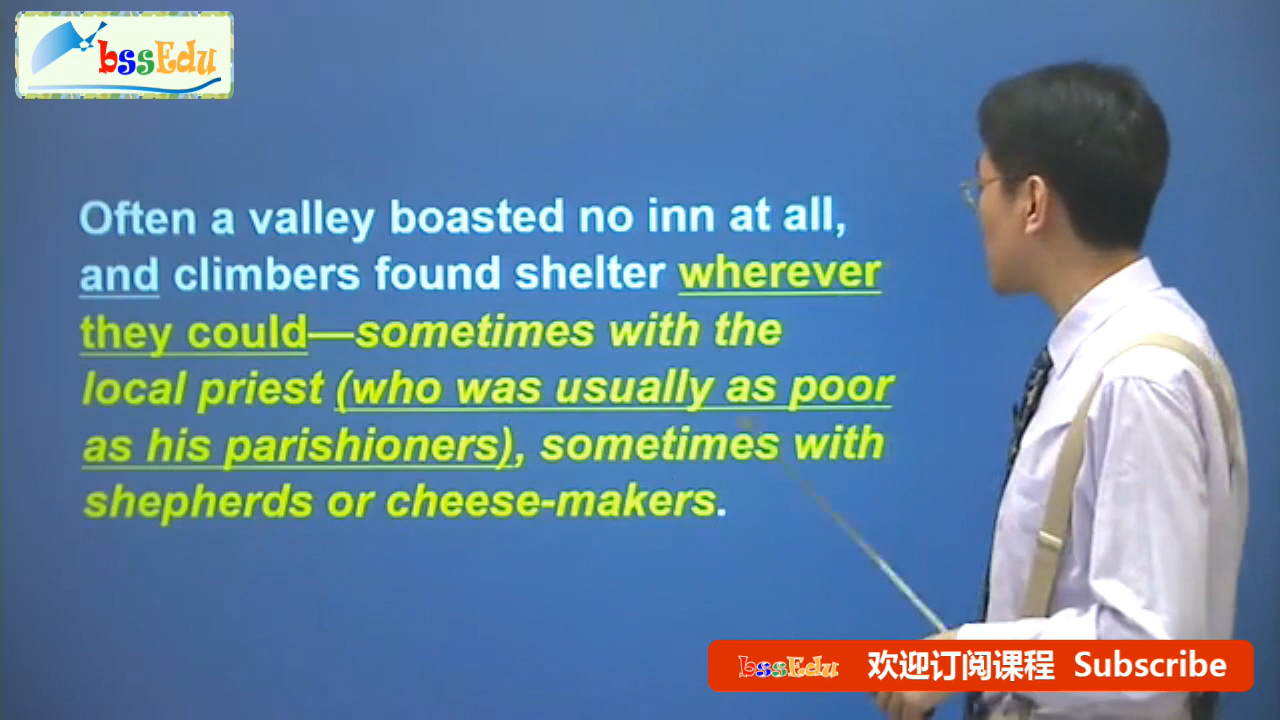 bssEdu
Often a valley boasted no inn at all,
and climbers found shelter wherever
they could—sometimes with the
local priest (who was usually as poor
as his parishioners), sometimes with
shepherds or cheese-makers.
bssEdu 欢迎订阅课程 Subscribe